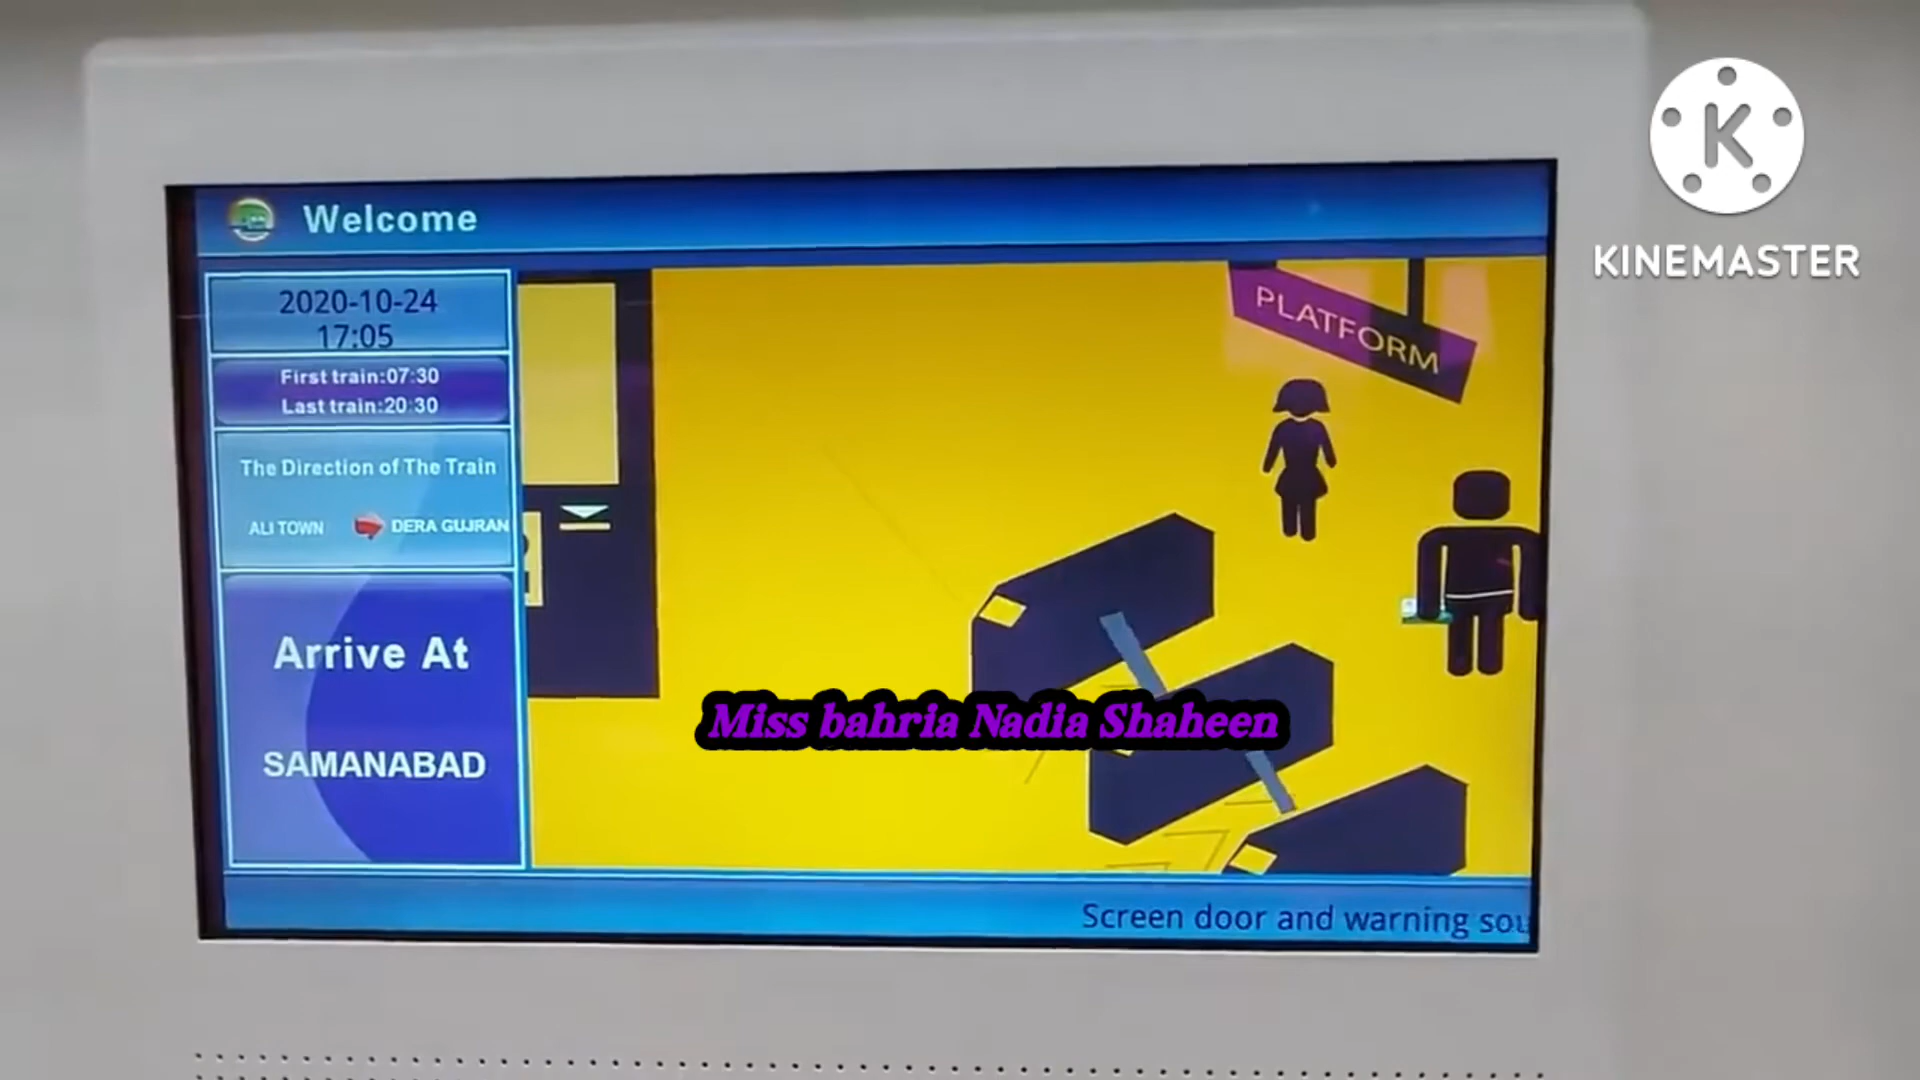 Welcome
2020-10-24
17:05
First train:07:30
Last train:20:30
The Direction of The Train
ALI TOWN DERA GUJRAN
Arrive At
SAMANABAD
PLATFORM
Miss bahria Nadia Shaheen
Screen door and warning sou
K
KINEMASTER